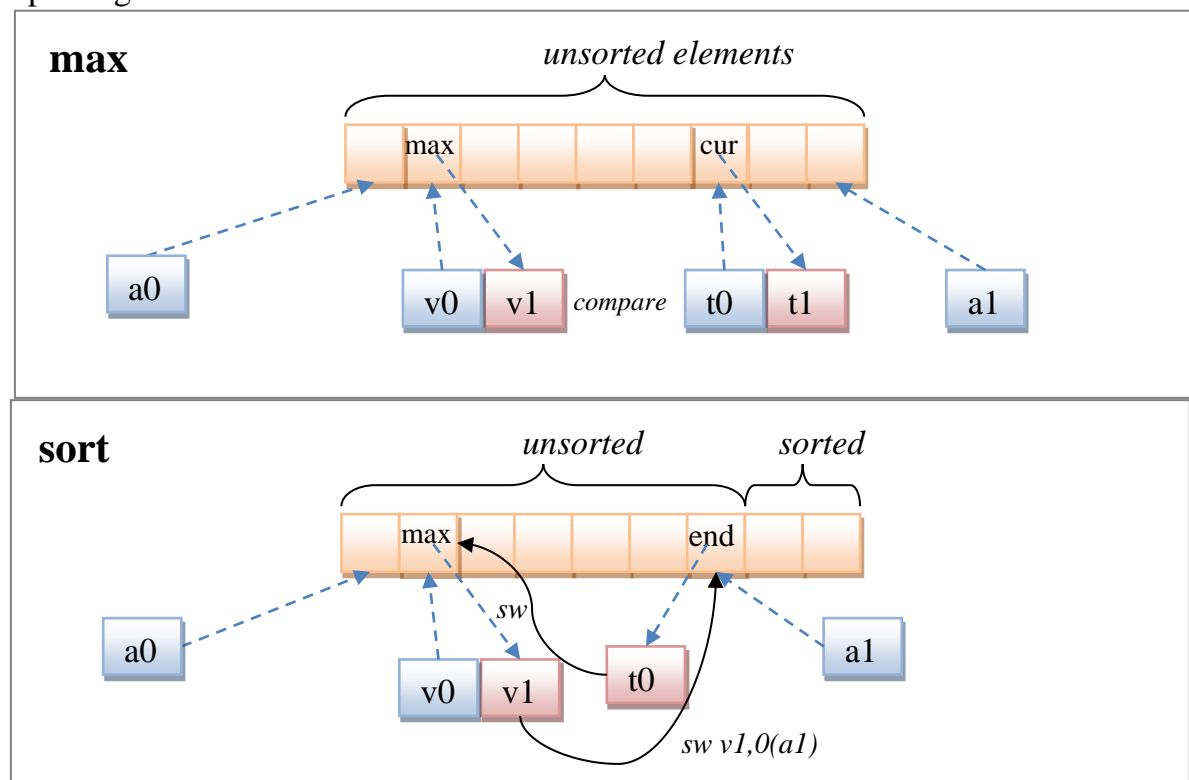 max
unsorted elements
max cur
a0 v0 v1 compare t0 t1 a1
sort
unsorted sorted
max end
sw
a0 t0 a1
v0 v1
sw v1,0(a1)